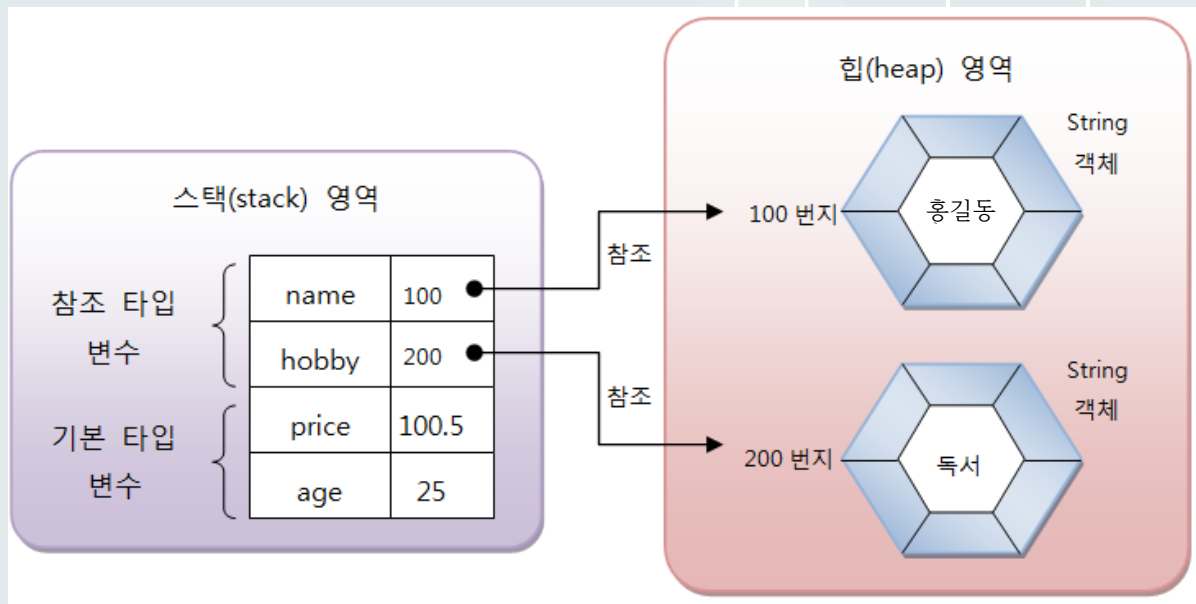 스택(stack) 영역
참조 타입
변수
기본 타입
변수
name 100
hobby 200
price 100.5
age 25
참조
참조
힙(heap) 영역
100 번지
홍길동
String
객체
200 번지
독서
String
객체